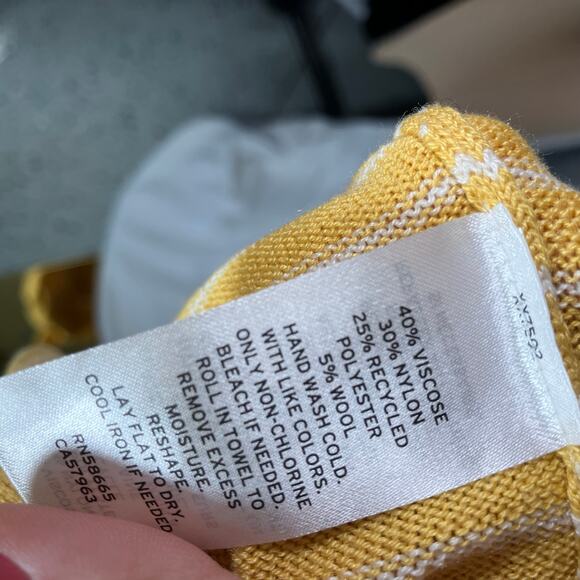 40% VISCOSE
30% NYLON
25% RECYCLED
POLYESTER
5% WOOL
HAND WASH COLD.
WITH LIKE COLORS.
ONLY NON-CHLORINE
BLEACH IF NEEDED.
ROLL IN TOWEL TO
REMOVE EXCESS
MOISTURE.
RESHAPE.
LAY FLAT TO DRY.
COOL IRON IF NEEDED
RN58665
CA57963